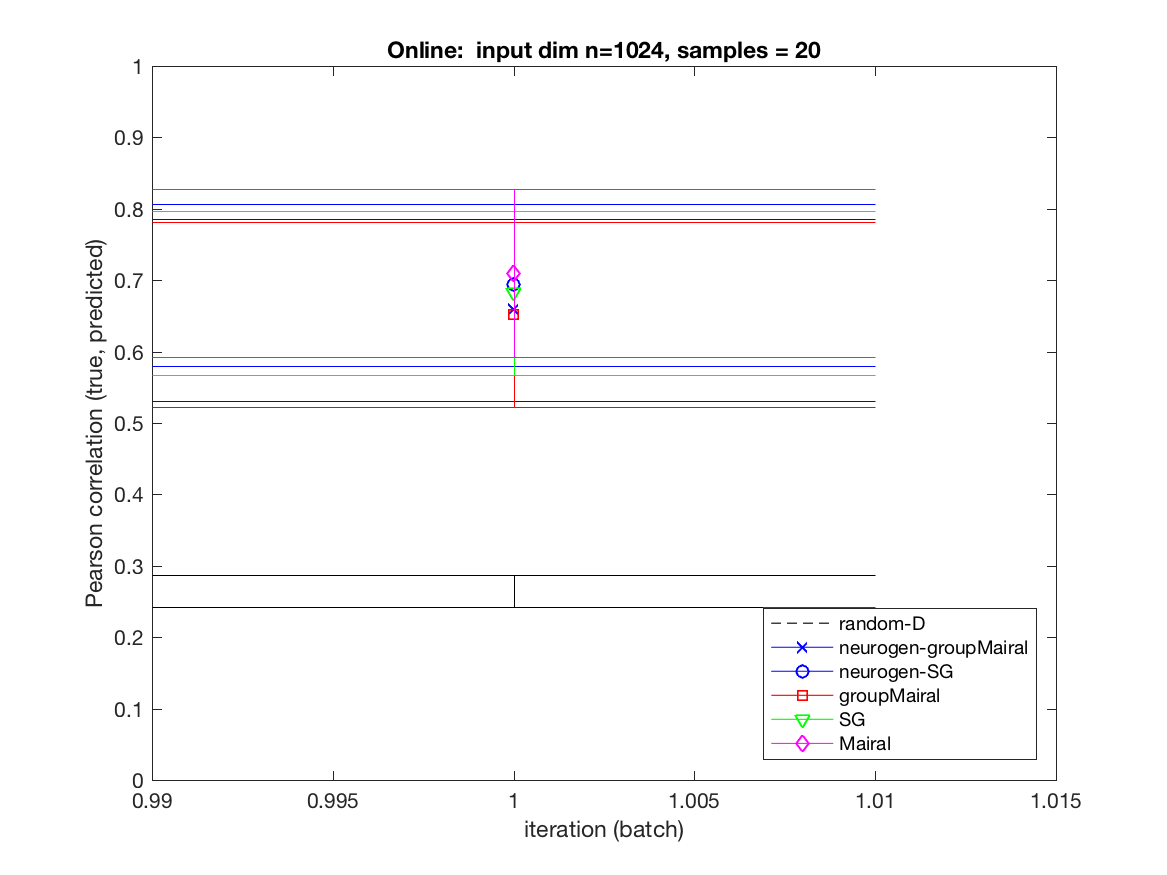 Online:  input dim n=1024, samples = 20
1
0.9
0.8
0.7
0.6
0.5
0.4
0.3
0.2
0.1
0
Pearson correlation (true, predicted)
0.99
0.995
1
1.005
1.01
1.015
iteration (batch)
random-D
neurogen-groupMairal
neurogen-SG
groupMairal
SG
Mairal